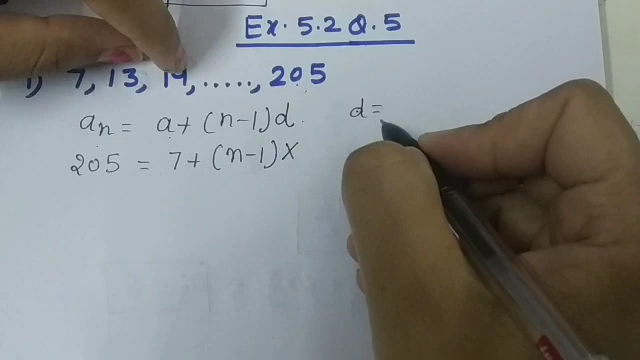 Ex. 5.2 Q.5
i) 7, 13, 19, ....., 205
aₙ = a + (n-1)d.
d =
205 = 7 + (n-1) X